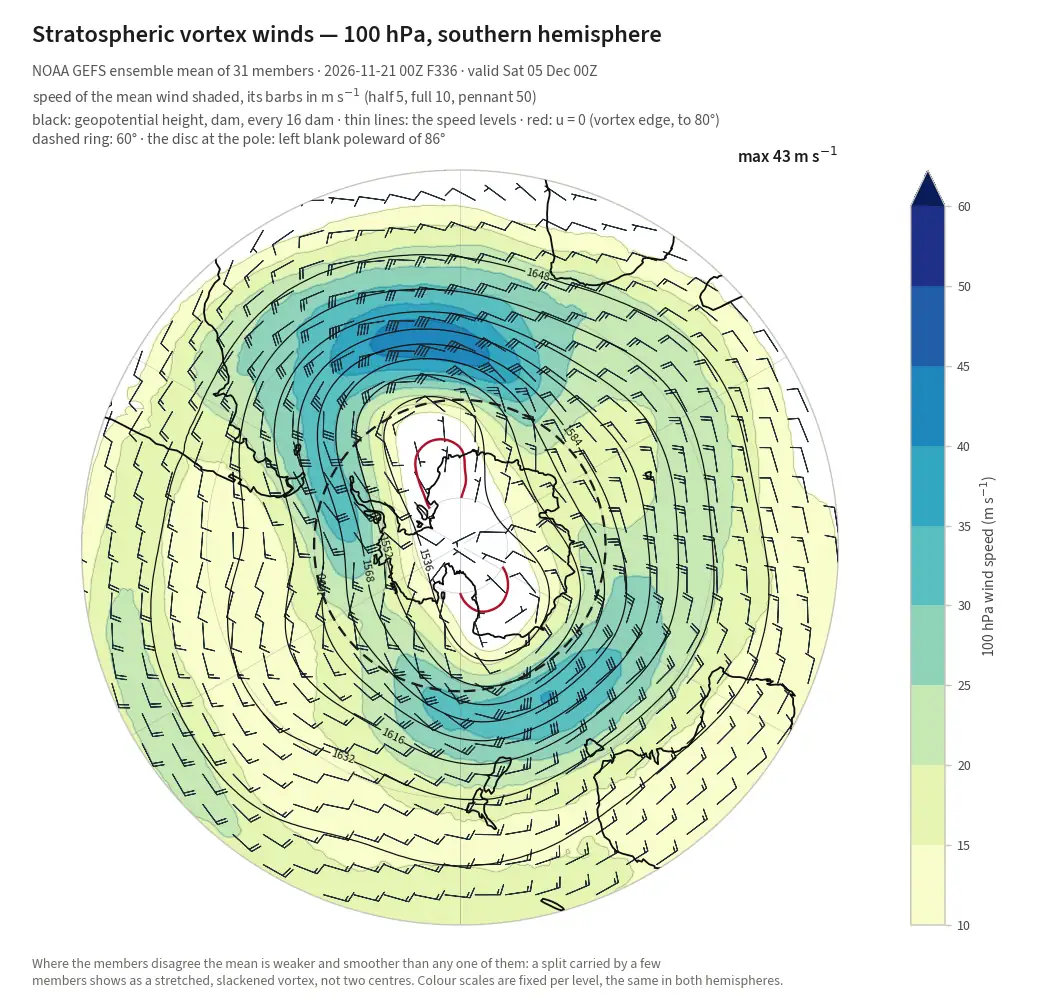 Stratospheric vortex winds — 100 hPa, southern hemisphere
NOAA GEFS ensemble mean of 31 members · 2026-11-21 00Z F336 · valid Sat 05 Dec 00Z
speed of the mean wind shaded, its barbs in m s⁻¹ (half 5, full 10, pennant 50)
black: geopotential height, dam, every 16 dam · thin lines: the speed levels · red: u = 0 (vortex edge, to 80°)
dashed ring: 60° · the disc at the pole: left blank poleward of 86°
max 43 m s⁻¹
60
50
45
40
35
30
25
20
15
10
100 hPa wind speed (m s⁻¹)
1648
1584
1552
1536
1568
1616
1632
Where the members disagree the mean is weaker and smoother than any one of them: a split carried by a few
members shows as a stretched, slackened vortex, not two centres. Colour scales are fixed per level, the same in both hemispheres.